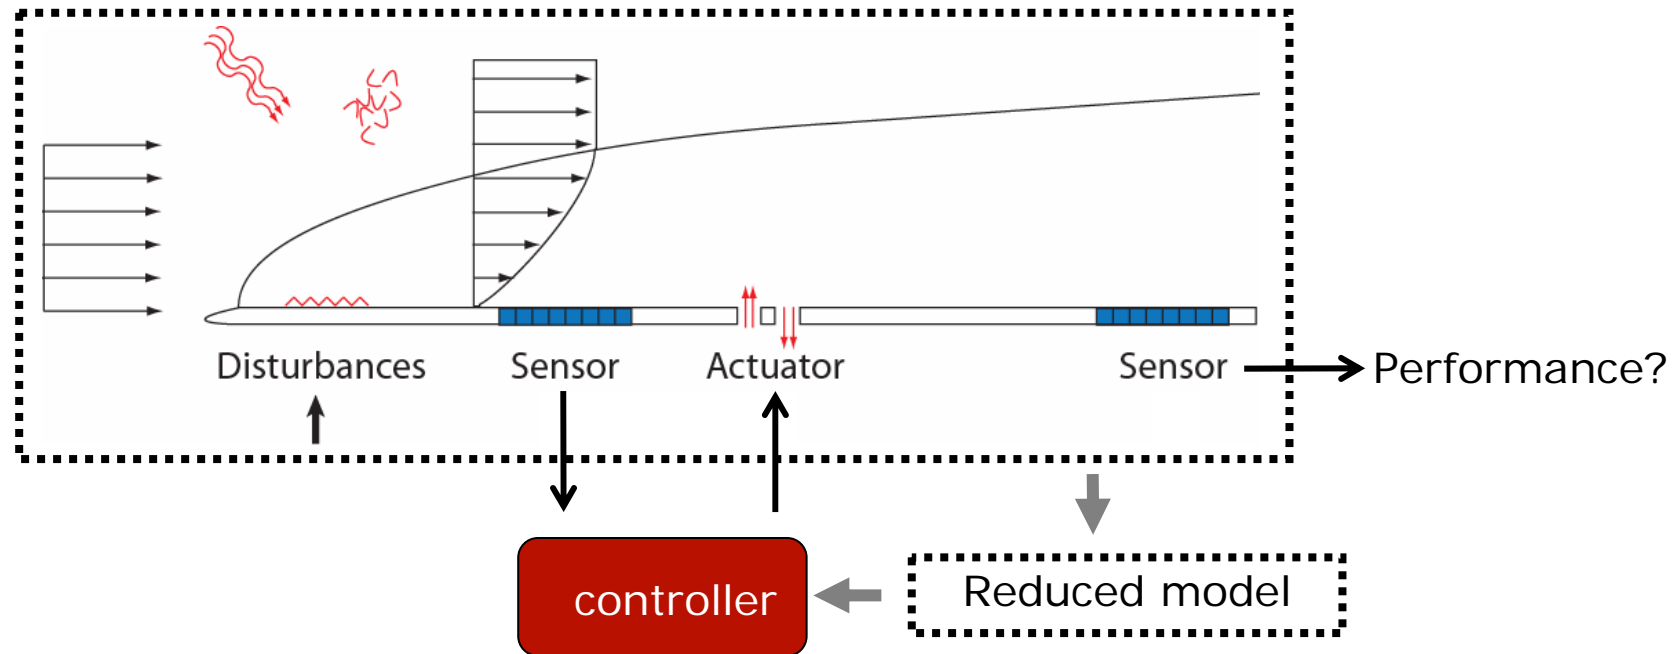 Disturbances
Sensor
Actuator
Sensor
Performance?
controller
Reduced model